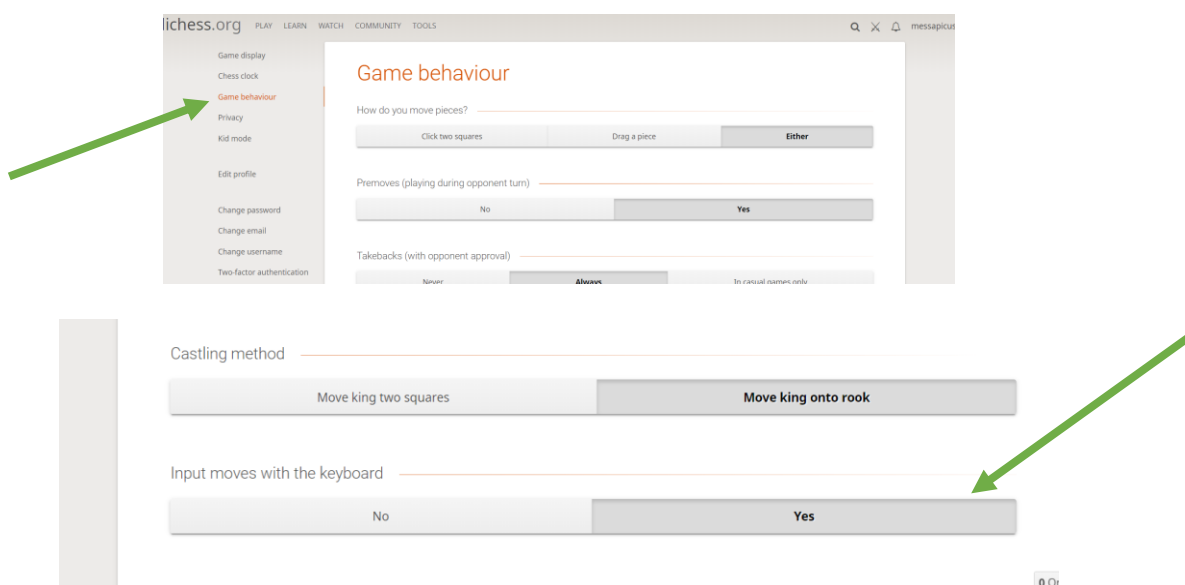 lichess.org PLAY LEARN WATCH COMMUNITY TOOLS messapicus
Game display
Chess clock
Game behaviour
Privacy
Kid mode
Edit profile
Change password
Change email
Change username
Two-factor authentication
Game behaviour
How do you move pieces?
Click two squares Drag a piece Either
Premoves (playing during opponent turn)
No Yes
Takebacks (with opponent approval)
Never Always In casual games only
Castling method
Move king two squares Move king onto rook
Input moves with the keyboard
No Yes
0